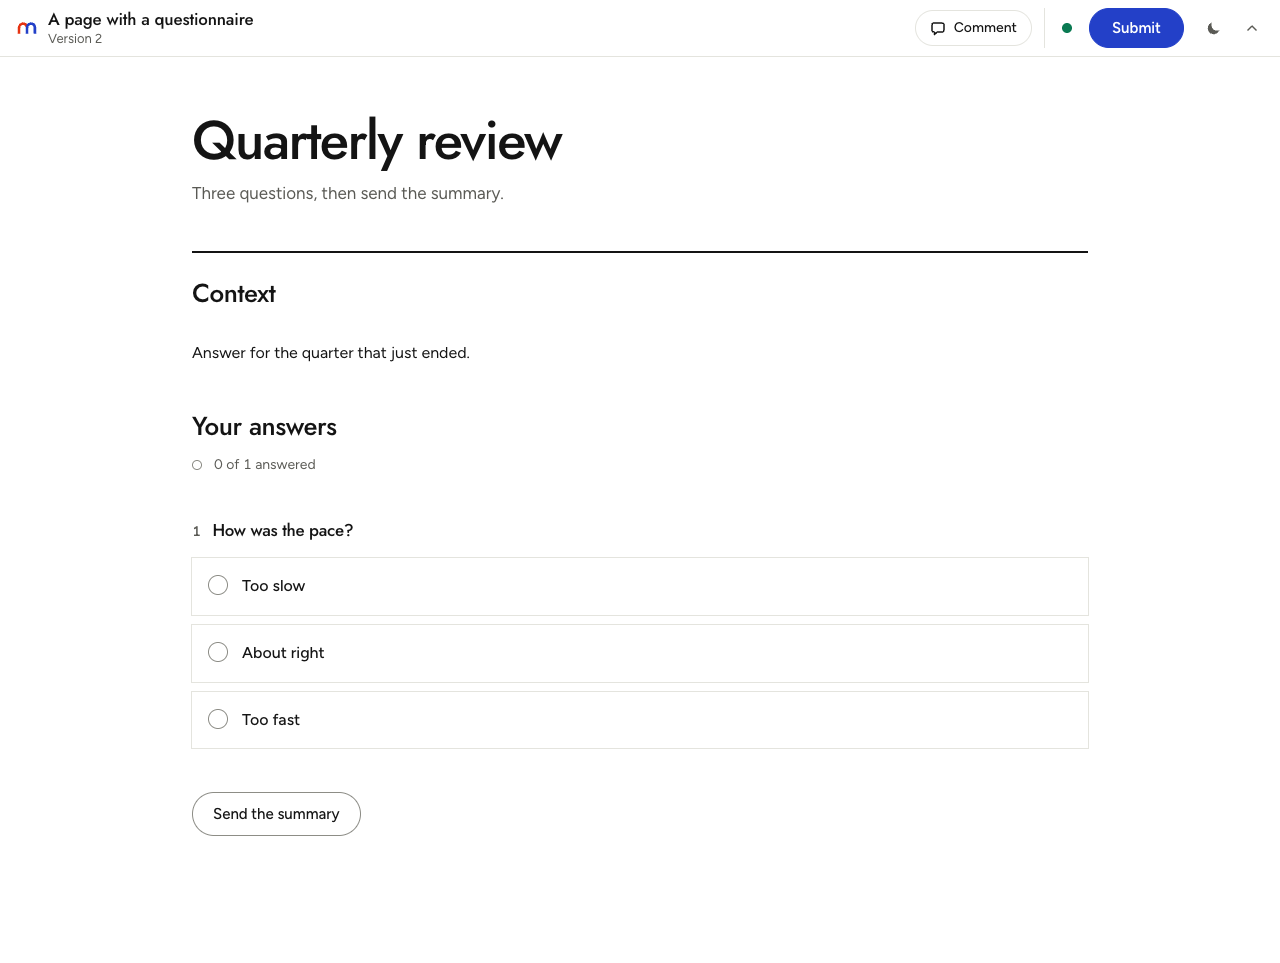 A page with a questionnaire
Version 2
Comment
Submit
Quarterly review
Three questions, then send the summary.
Context
Answer for the quarter that just ended.
Your answers
0 of 1 answered
1 How was the pace?
Too slow
About right
Too fast
Send the summary